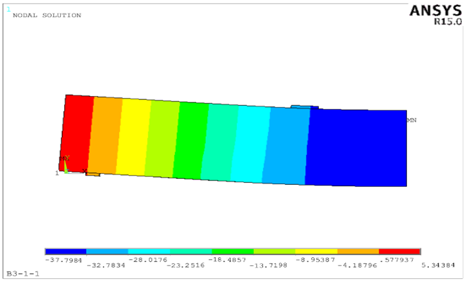 1
NODAL SOLUTION
ANSYS
R15.0
MN
1
-37.7984
-32.7834
-28.0176
-23.2516
-18.4857
-13.7198
-8.95387
-4.18796
.577937
5.34384
B3-1-1